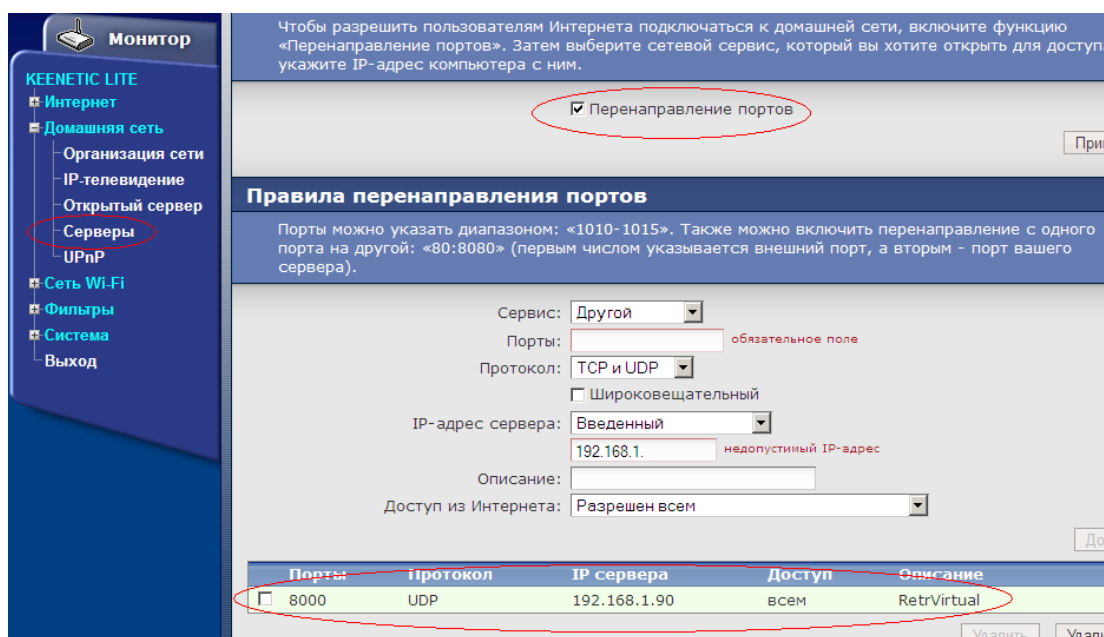 Монитор
KEENETIC LITE
Интернет
Домашняя сеть
Организация сети
IP-телевидение
Открытый сервер
Серверы
UPnP
Сеть Wi-Fi
Фильтры
Система
Выход
Чтобы разрешить пользователям Интернета подключаться к домашней сети, включите функцию
«Перенаправление портов». Затем выберите сетевой сервис, который вы хотите открыть для доступа
укажите IP-адрес компьютера с ним.
Перенаправление портов
При
Правила перенаправления портов
Порты можно указать диапазоном: «1010-1015». Также можно включить перенаправление с одного
порта на другой: «80:8080» (первым числом указывается внешний порт, а вторым - порт вашего
сервера).
Сервис: Другой
Порты: обязательное поле
Протокол: TCP и UDP
Широковещательный
IP-адрес сервера: Введенный
192.168.1. недопустимый IP-адрес
Описание:
Доступ из Интернета: Разрешен всем
До
Порты Протокол IP сервера Доступ Описание
8000 UDP 192.168.1.90 всем RetrVirtual
Удалить Удали